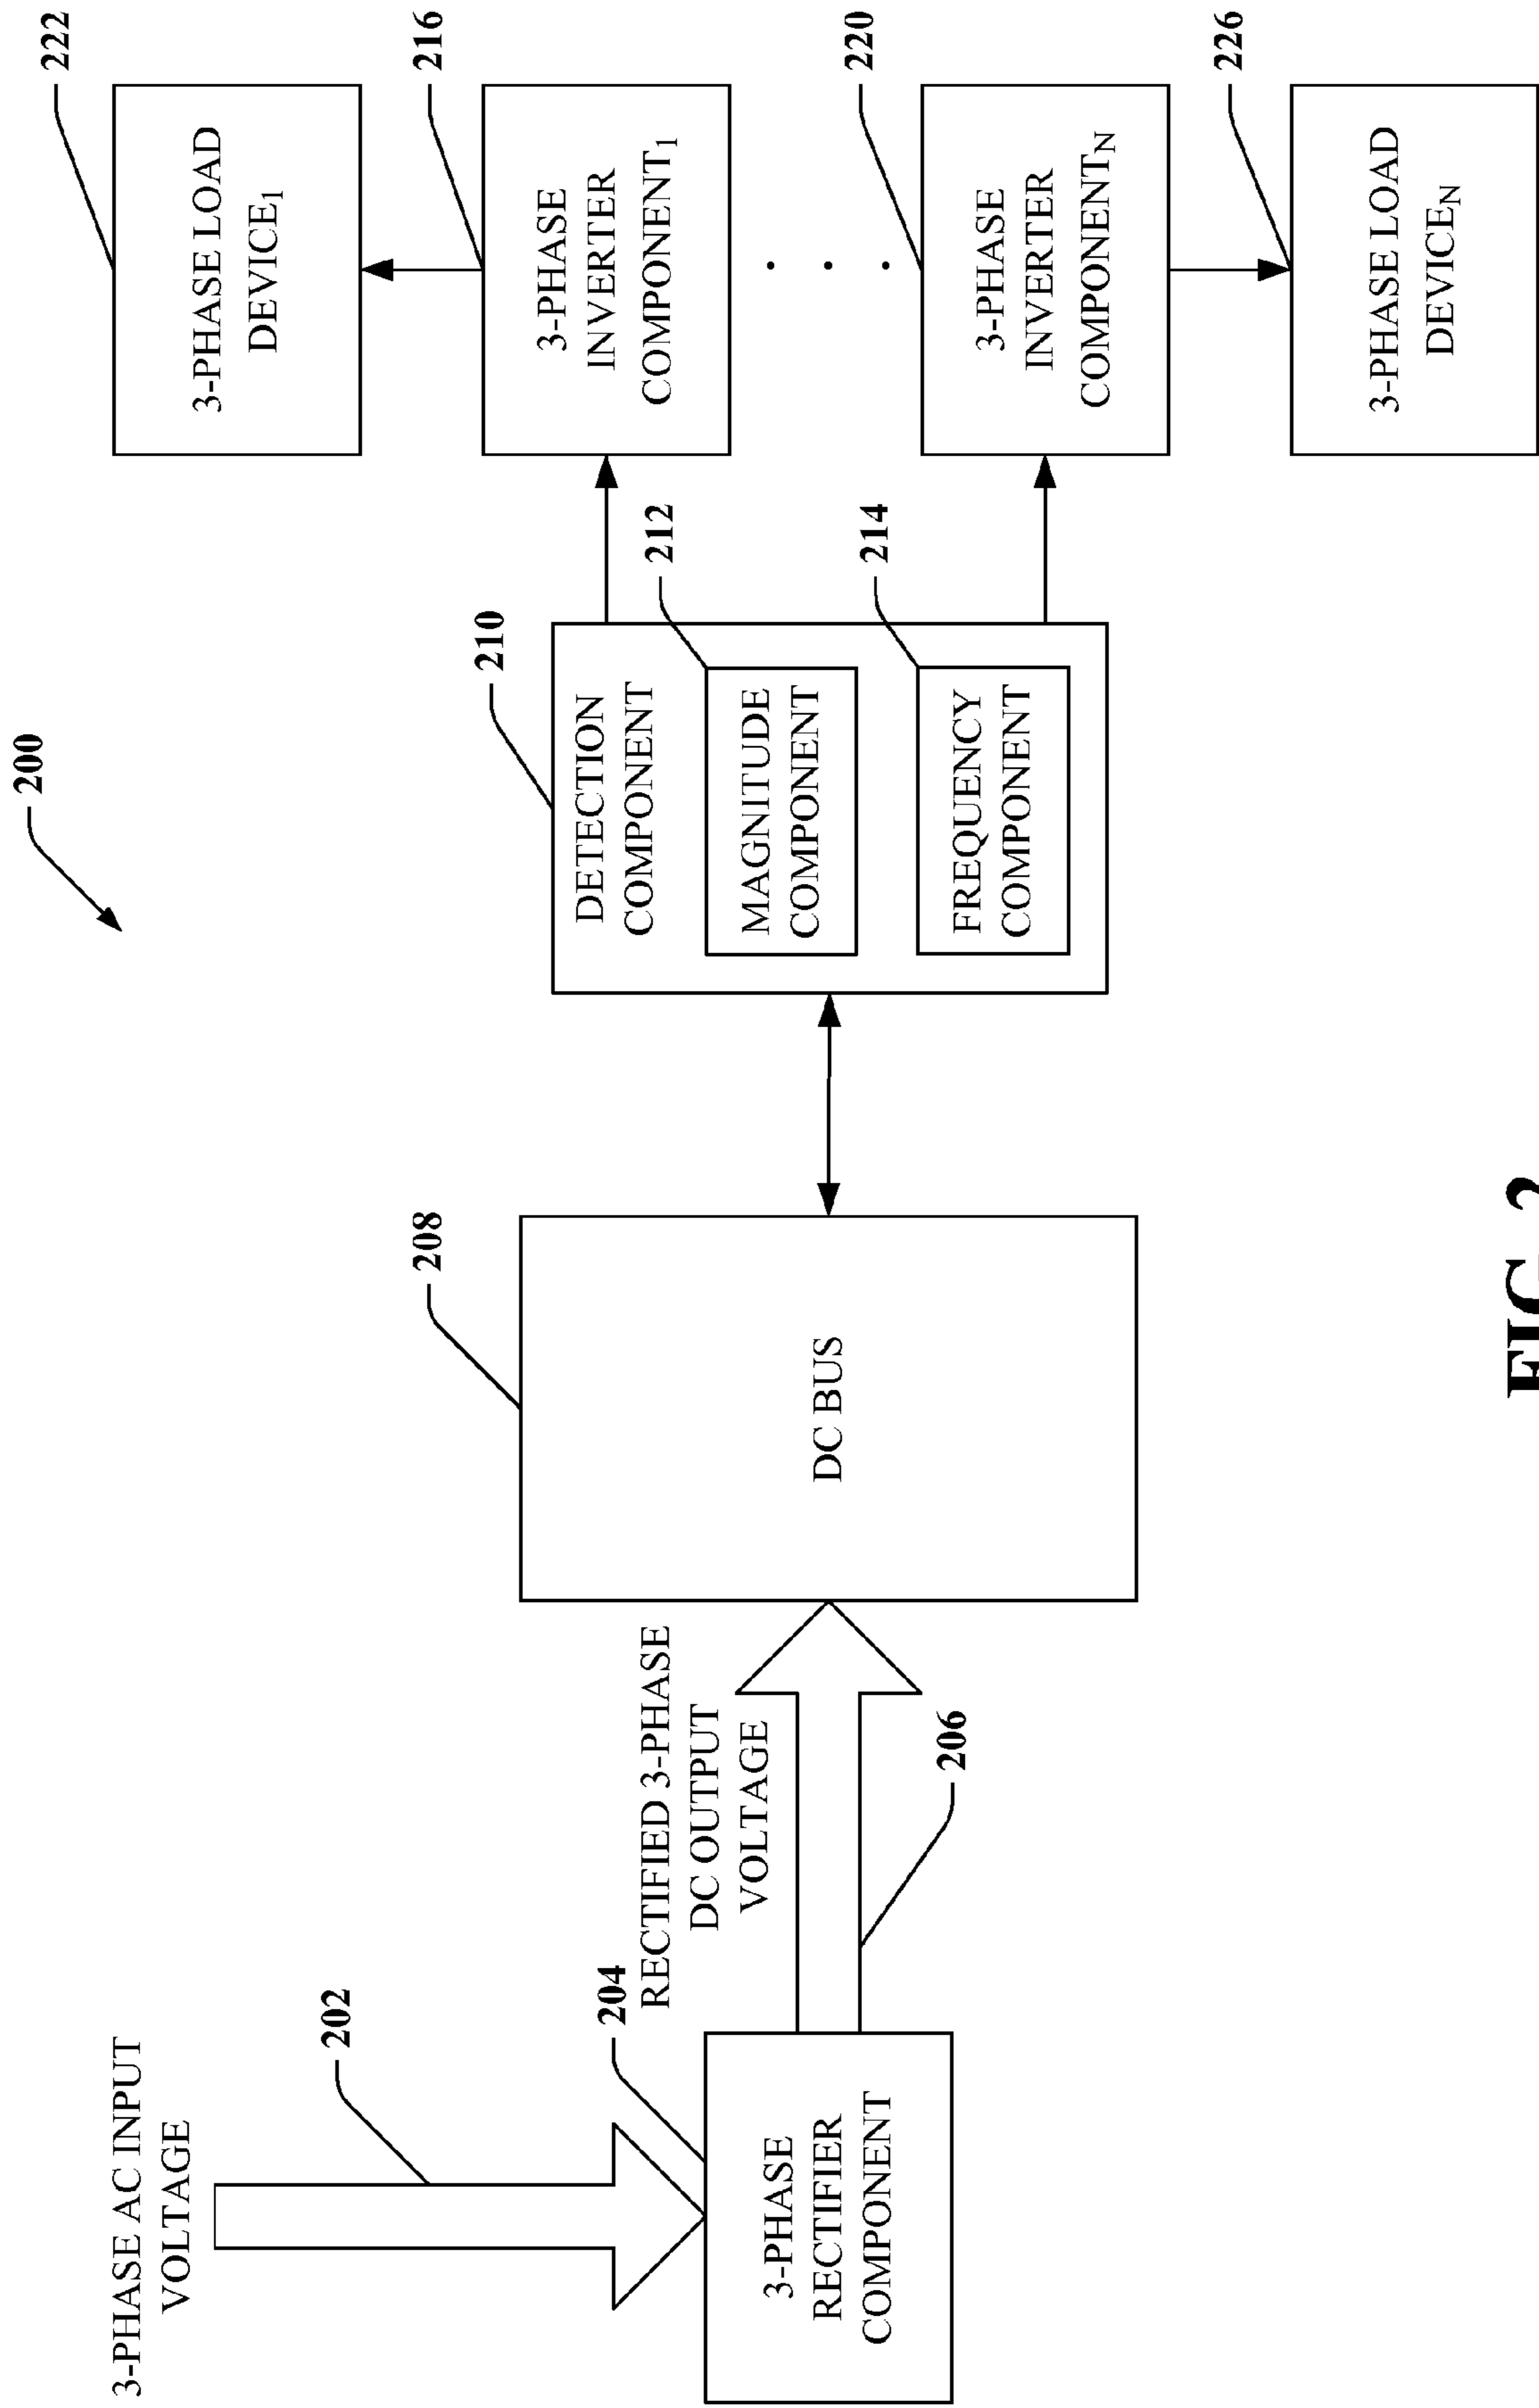 200
3-PHASE AC INPUT
VOLTAGE
202
204
3-PHASE
RECTIFIER
COMPONENT
RECTIFIED 3-PHASE
DC OUTPUT
VOLTAGE
206
208
DC BUS
210
DETECTION
COMPONENT
212
MAGNITUDE
COMPONENT
214
FREQUENCY
COMPONENT
222
3-PHASE LOAD
DEVICE1
216
3-PHASE
INVERTER
COMPONENT1
. . .
220
3-PHASE
INVERTER
COMPONENTN
226
3-PHASE LOAD
DEVICEN
FIG. 2